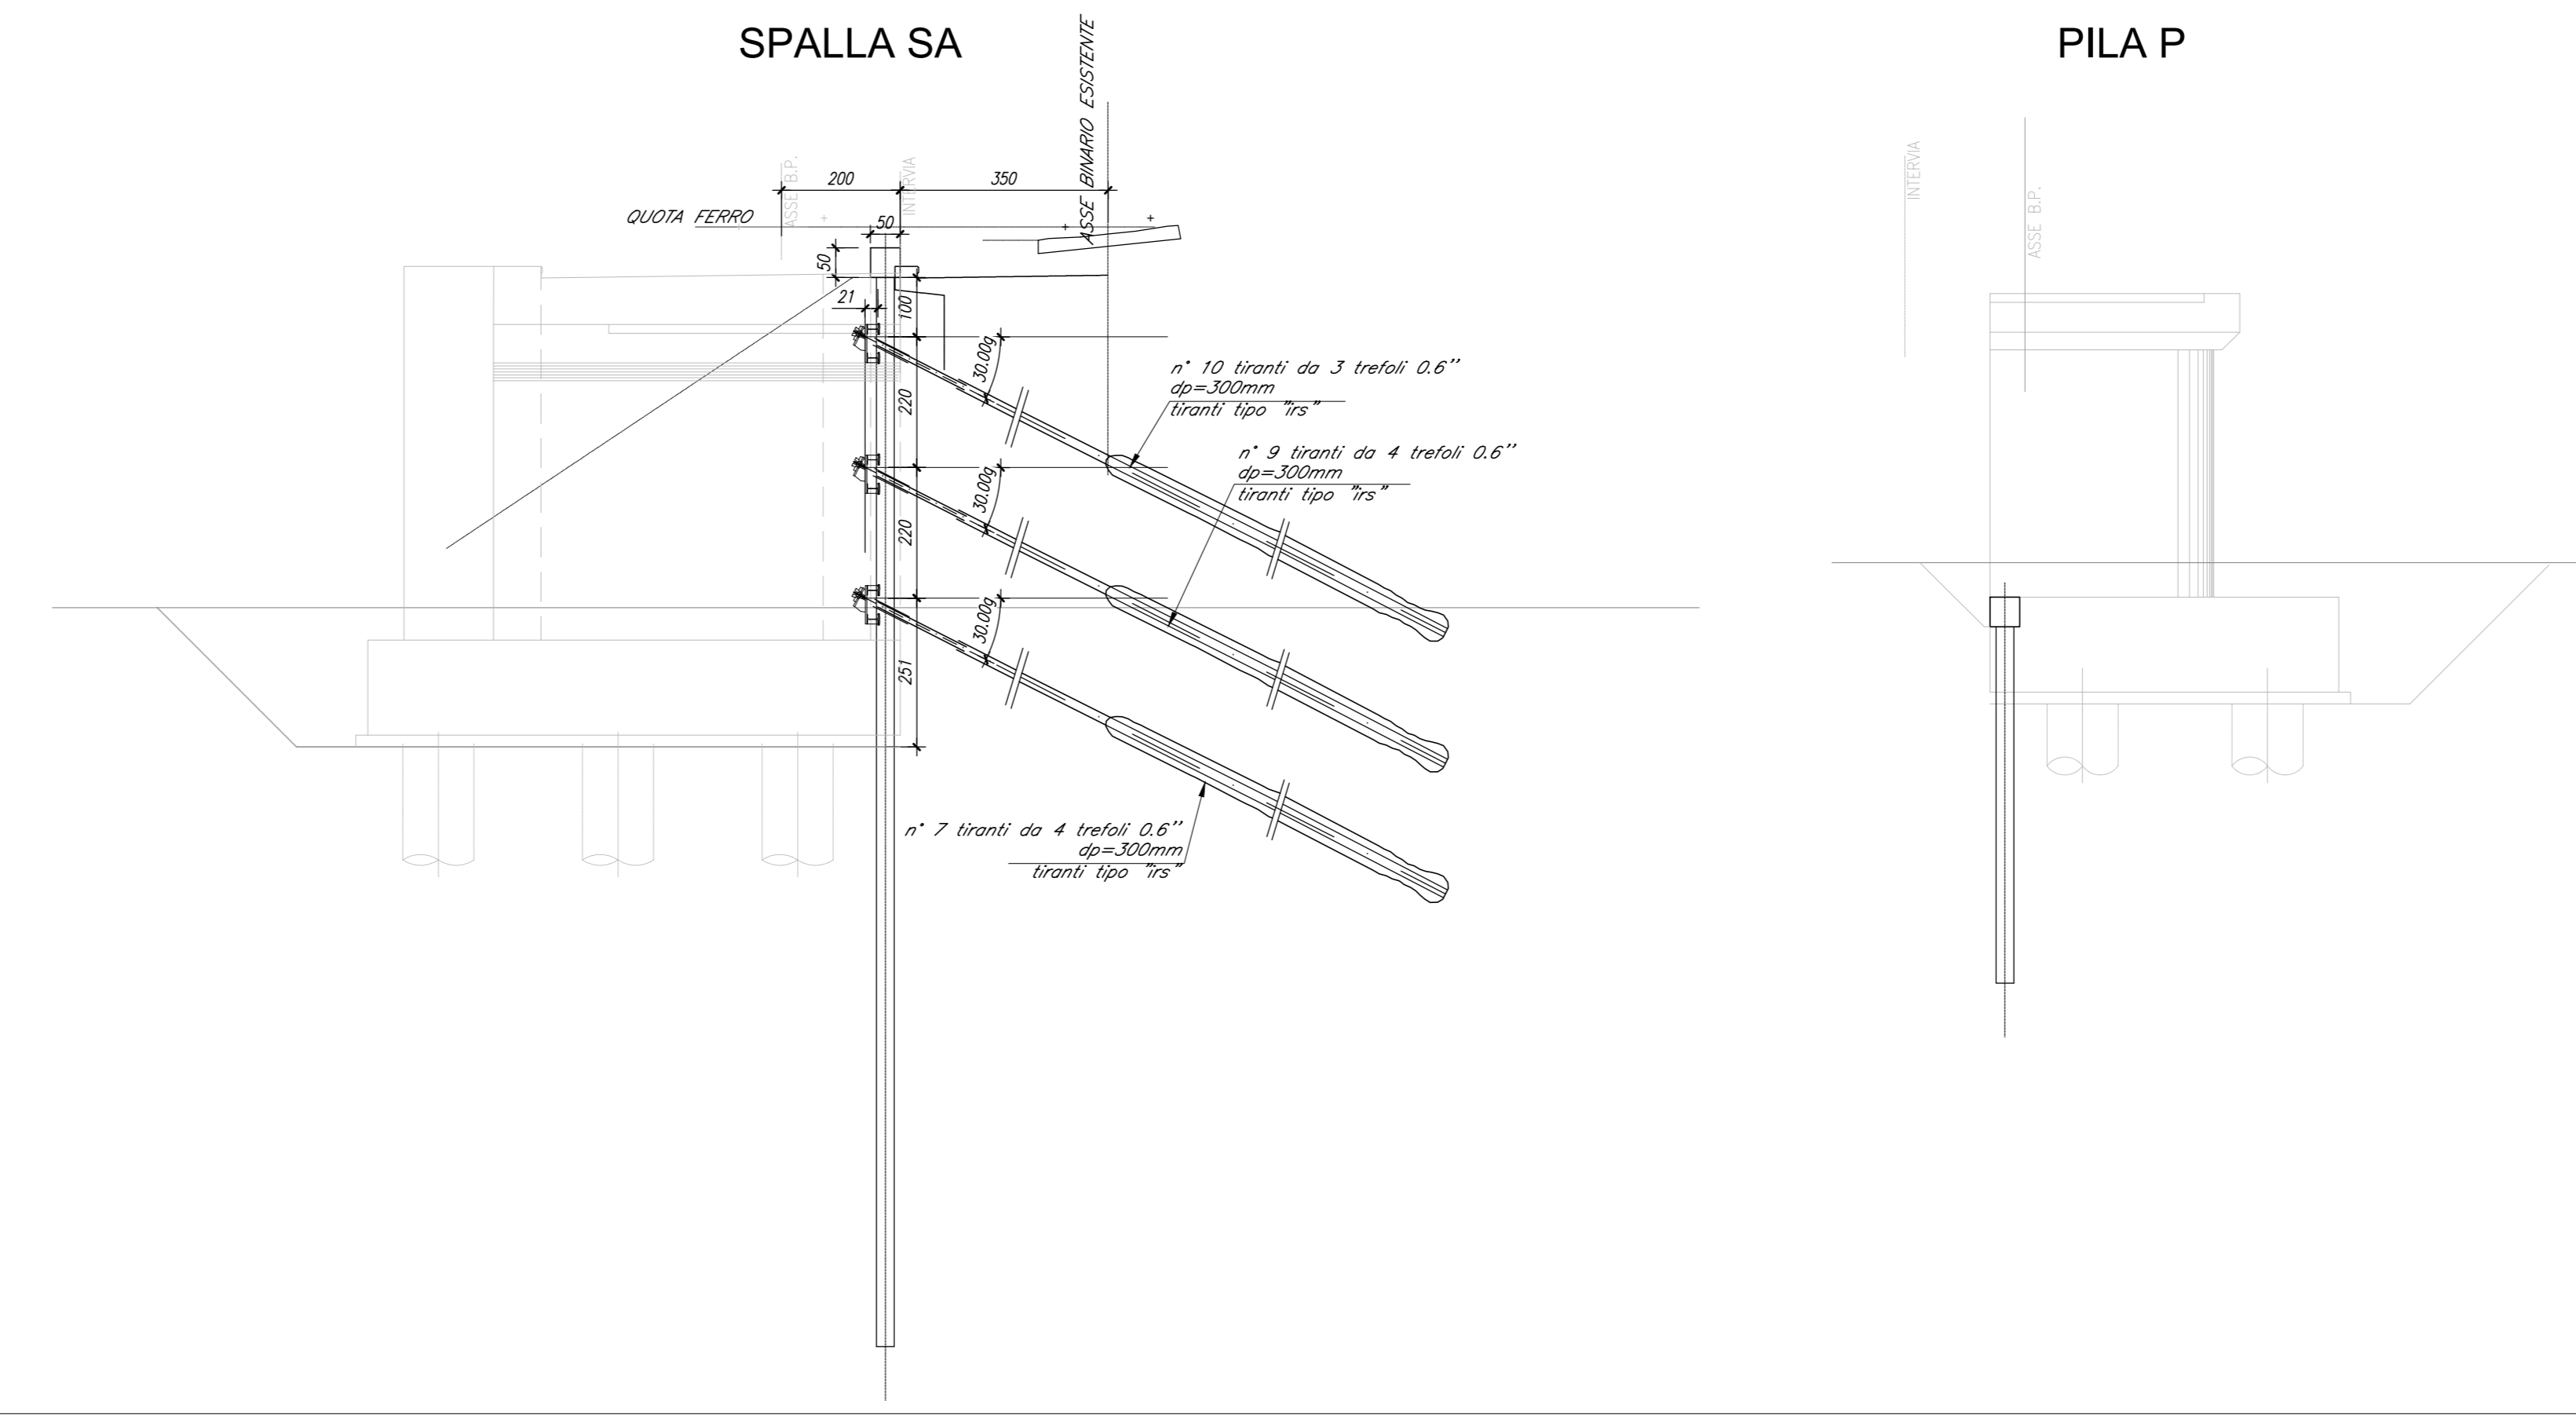 SPALLA SA
PILA P
ASSE BINARIO ESISTENTE
ASSE B.P.
200
INTERVIA
350
QUOTA FERRO
50
50
21
100
30.00g
220
n° 10 tiranti da 3 trefoli 0.6’’
dp=300mm
tiranti tipo "irs"
n° 9 tiranti da 4 trefoli 0.6’’
dp=300mm
tiranti tipo "irs"
30.00g
220
30.00g
251
n° 7 tiranti da 4 trefoli 0.6’’
dp=300mm
tiranti tipo "irs"
INTERVIA
ASSE B.P.